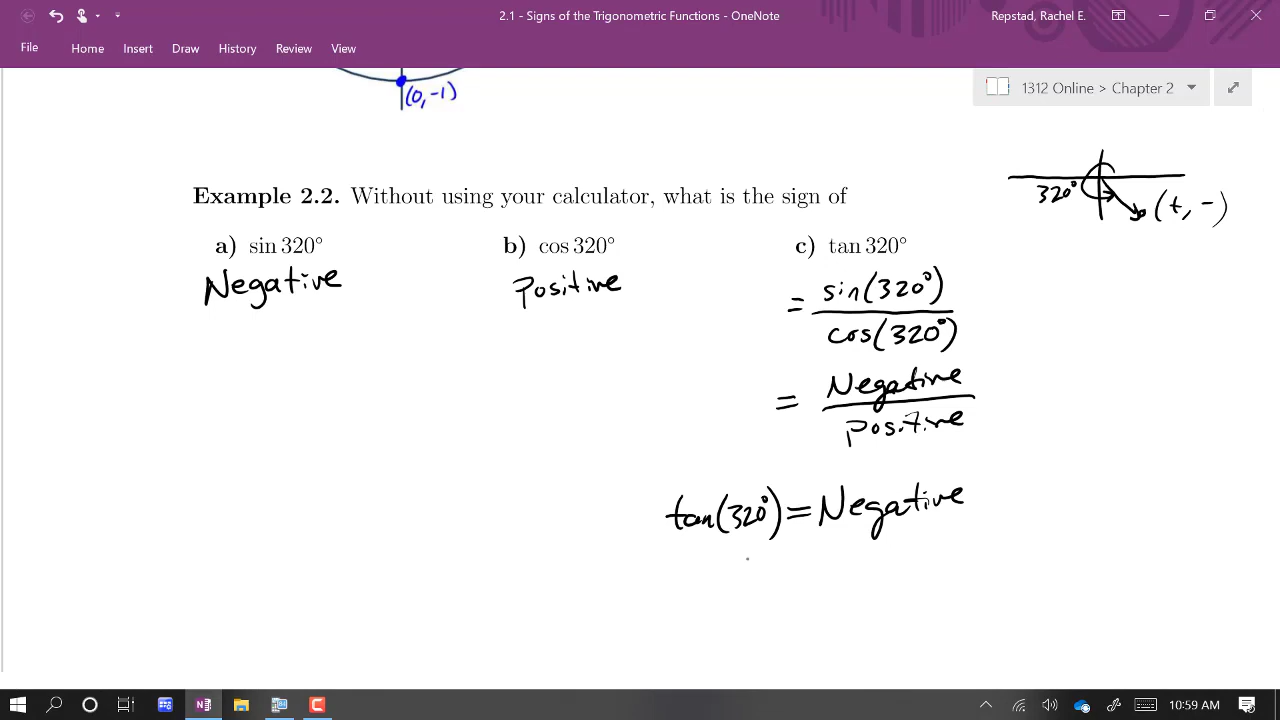 2.1 - Signs of the Trigonometric Functions - OneNote
Repstad, Rachel E.
File Home Insert Draw History Review View
1312 Online > Chapter 2
(0, -1)
320°
(+, -)
Example 2.2. Without using your calculator, what is the sign of
a) sin 320° b) cos 320° c) tan 320°
Negative Positive = sin(320°)
cos(320°)
= Negative
Positive
tan(320°) = Negative
10:59 AM